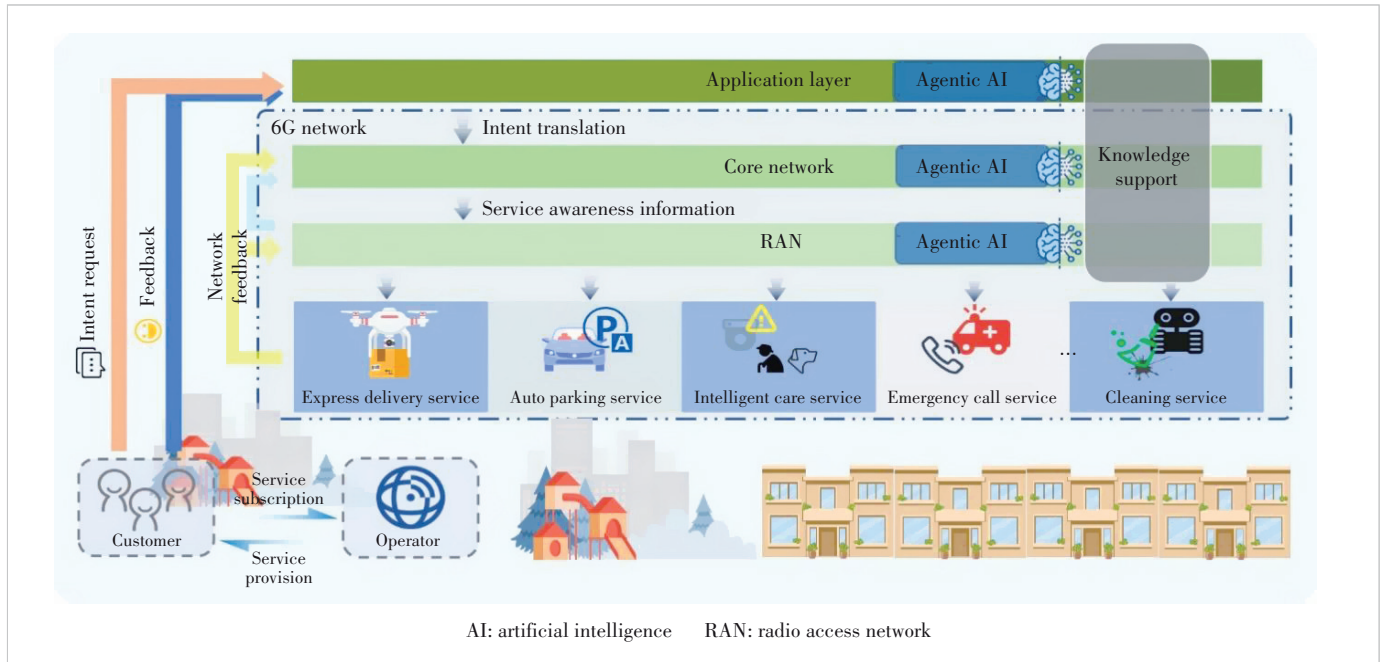 Application layer
Agentic AI
6G network
Intent translation
Core network
Agentic AI
Knowledge
support
Service awareness information
RAN
Agentic AI
Intent request
Feedback
Network
feedback
P
A
...
Express delivery service
Auto parking service
Intelligent care service
Emergency call service
Cleaning service
Customer
Service
subscription
Service
provision
Operator
AI: artificial intelligence RAN: radio access network